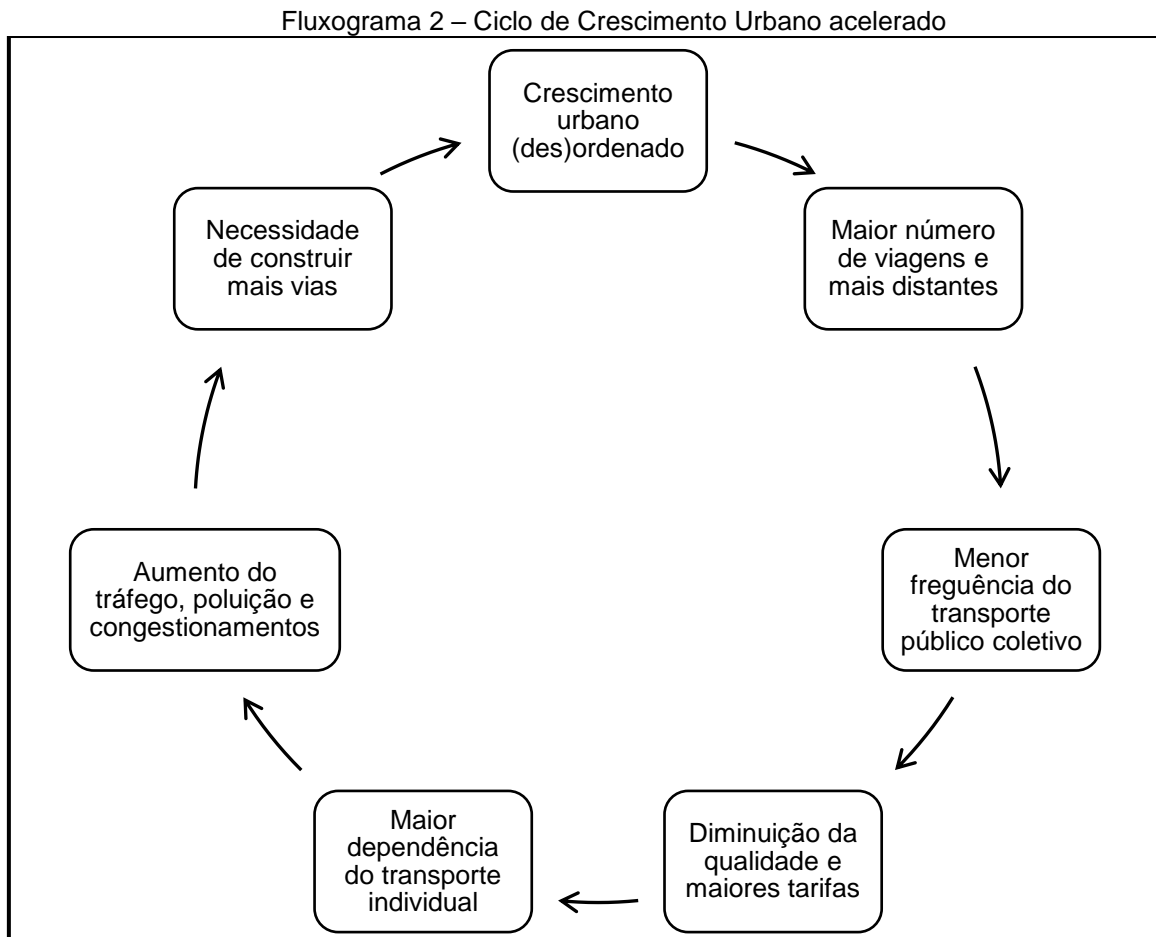 Fluxograma 2 – Ciclo de Crescimento Urbano acelerado
Crescimento
urbano
(des)ordenado
Maior número
de viagens e
mais distantes
Menor
freguência do
transporte
público coletivo
Diminuição da
qualidade e
maiores tarifas
Maior
dependência
do transporte
individual
Aumento do
tráfego, poluição e
congestionamentos
Necessidade
de construir
mais vias